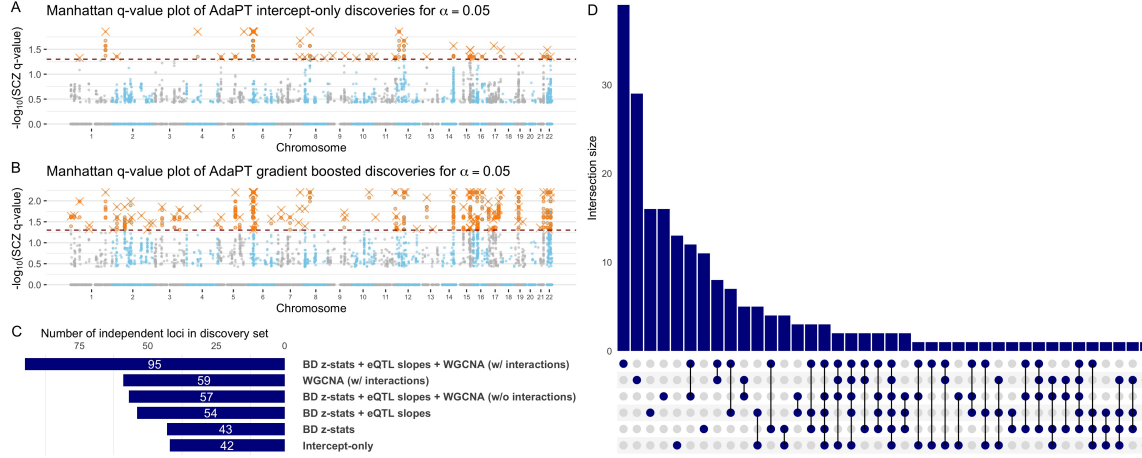 A
Manhattan q-value plot of AdaPT intercept-only discoveries for α = 0.05
-log10(SCZ q-value)
1.5
1.0
0.5
0.0
1 2 3 4 5 6 7 8 9 10 11 12 13 14 15 16 17 18 19 20 21 22
Chromosome
B
Manhattan q-value plot of AdaPT gradient boosted discoveries for α = 0.05
-log10(SCZ q-value)
2.0
1.5
1.0
0.5
0.0
1 2 3 4 5 6 7 8 9 10 11 12 13 14 15 16 17 18 19 20 21 22
Chromosome
C
Number of independent loci in discovery set
75 50 25 0
95 BD z-stats + eQTL slopes + WGCNA (w/ interactions)
59 WGCNA (w/ interactions)
57 BD z-stats + eQTL slopes + WGCNA (w/o interactions)
54 BD z-stats + eQTL slopes
43 BD z-stats
42 Intercept-only
D
Intersection size
30
20
10
0